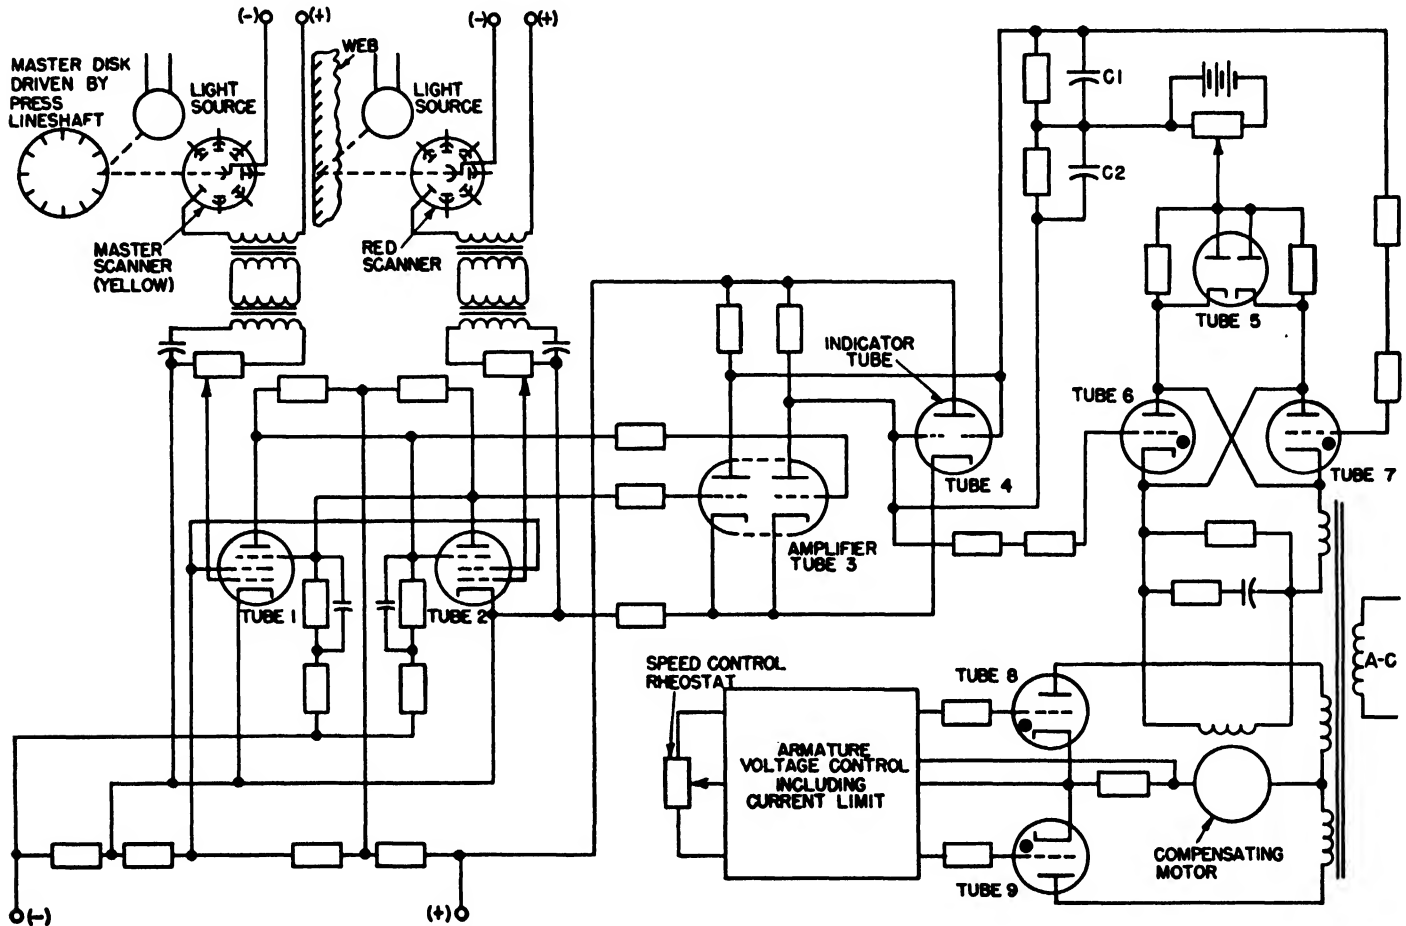 (-)
(+)
(-)
(+)
WEB
MASTER DISK
DRIVEN BY
PRESS
LINESHAFT
LIGHT
SOURCE
LIGHT
SOURCE
C1
C2
MASTER
SCANNER
(YELLOW)
RED
SCANNER
TUBE 5
INDICATOR
TUBE
TUBE 6
TUBE 7
TUBE 4
AMPLIFIER
TUBE 3
TUBE 1
TUBE 2
SPEED CONTROL
RHEOSTAT
TUBE 8
A-C
ARMATURE
VOLTAGE CONTROL
INCLUDING
CURRENT LIMIT
COMPENSATING
MOTOR
TUBE 9
(-)
(+)